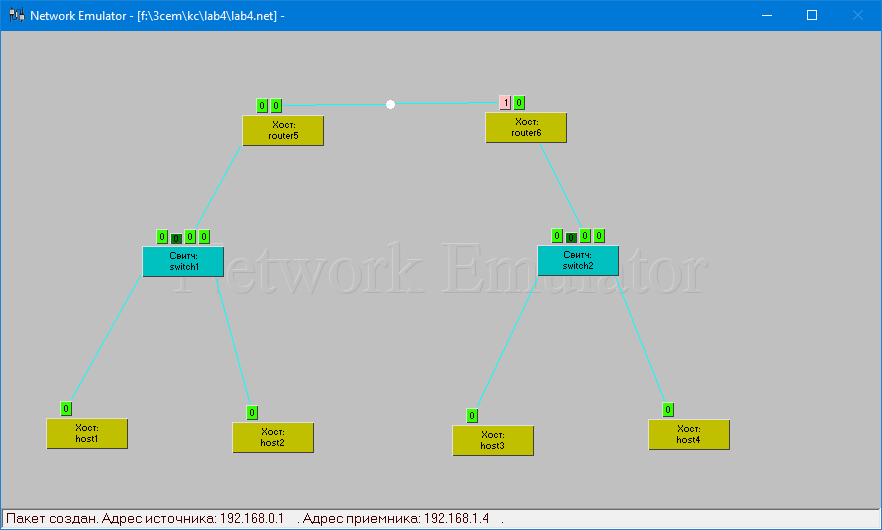 Network Emulator - [f:\3cem\kc\lab4\lab4.net] -
0 0
1 0
Хост:
router5
Хост:
router6
0 0 0 0
0 0 0 0
Свитч:
switch1
Свитч:
switch2
Network Emulator
0
0
0
0
Хост:
host1
Хост:
host2
Хост:
host3
Хост:
host4
Пакет создан. Адрес источника: 192.168.0.1 . Адрес приемника: 192.168.1.4 .